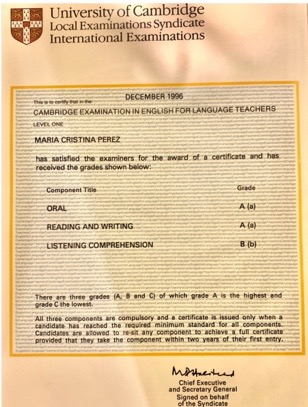 University of Cambridge
Local Examinations Syndicate
International Examinations
DECEMBER 1996
This is to certify that in the
CAMBRIDGE EXAMINATION IN ENGLISH FOR LANGUAGE TEACHERS
LEVEL ONE
MARIA CRISTINA PEREZ
has satisfied the examiners for the award of a certificate and has
received the grades shown below:
Component Title Grade
ORAL A (a)
READING AND WRITING A (a)
LISTENING COMPREHENSION B (b)
There are three grades (A, B and C) of which grade A is the highest and
grade C the lowest.
All three components are compulsory and a certificate is issued only when a
candidate has reached the required minimum standard for all components.
Candidates are allowed to re-sit any component to achieve a full certificate
provided that they take the component within two years of their first entry.
Chief Executive
and Secretary General
Signed on behalf
of the Syndicate